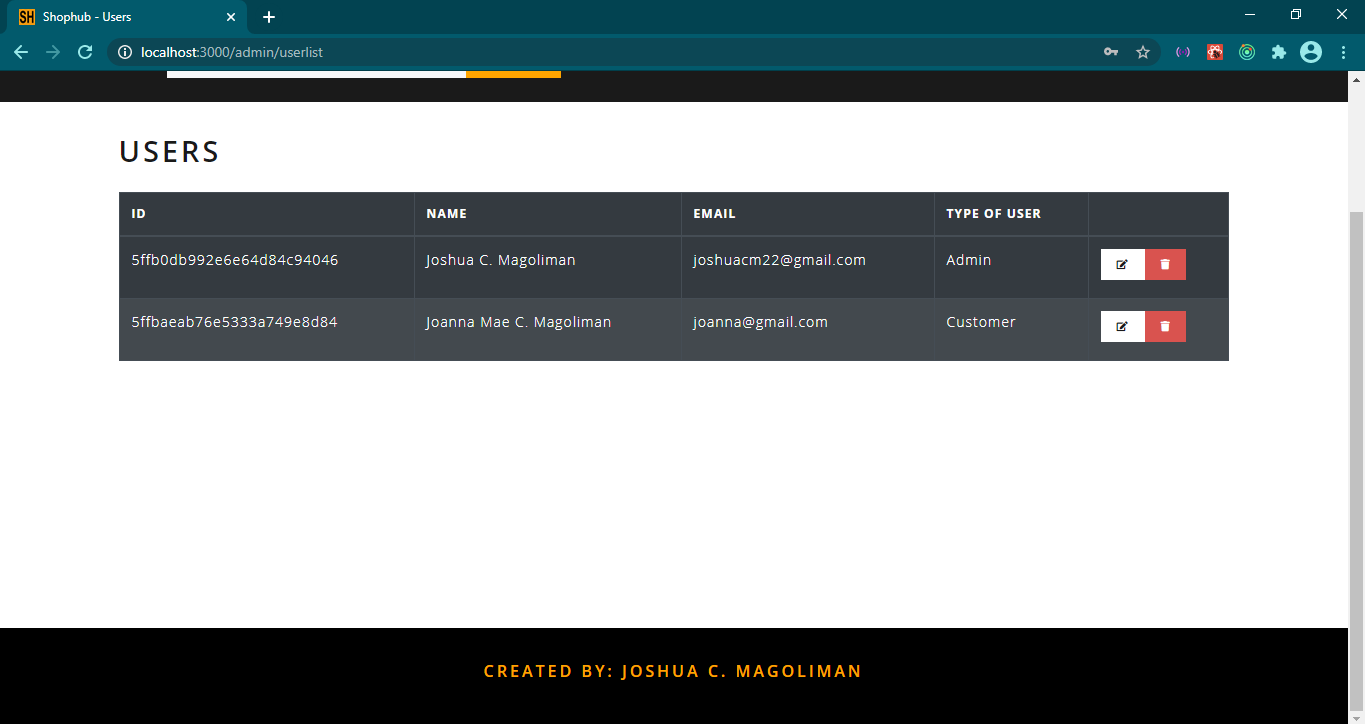 SH Shophub - Users
localhost:3000/admin/userlist
USERS
ID NAME EMAIL TYPE OF USER
5ffb0db992e6e64d84c94046 Joshua C. Magoliman joshuacm22@gmail.com Admin
5ffbaeab76e5333a749e8d84 Joanna Mae C. Magoliman joanna@gmail.com Customer
CREATED BY: JOSHUA C. MAGOLIMAN